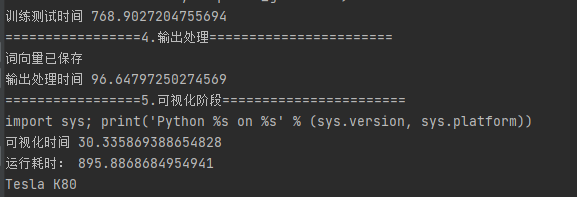 训练测试时间 768.9027204755694
=================4.输出处理=======================
词向量已保存
输出处理时间 96.64797250274569
=================5.可视化阶段=======================
import sys; print('Python %s on %s' % (sys.version, sys.platform))
可视化时间 30.335869388654828
运行耗时： 895.8868684954941
Tesla K80